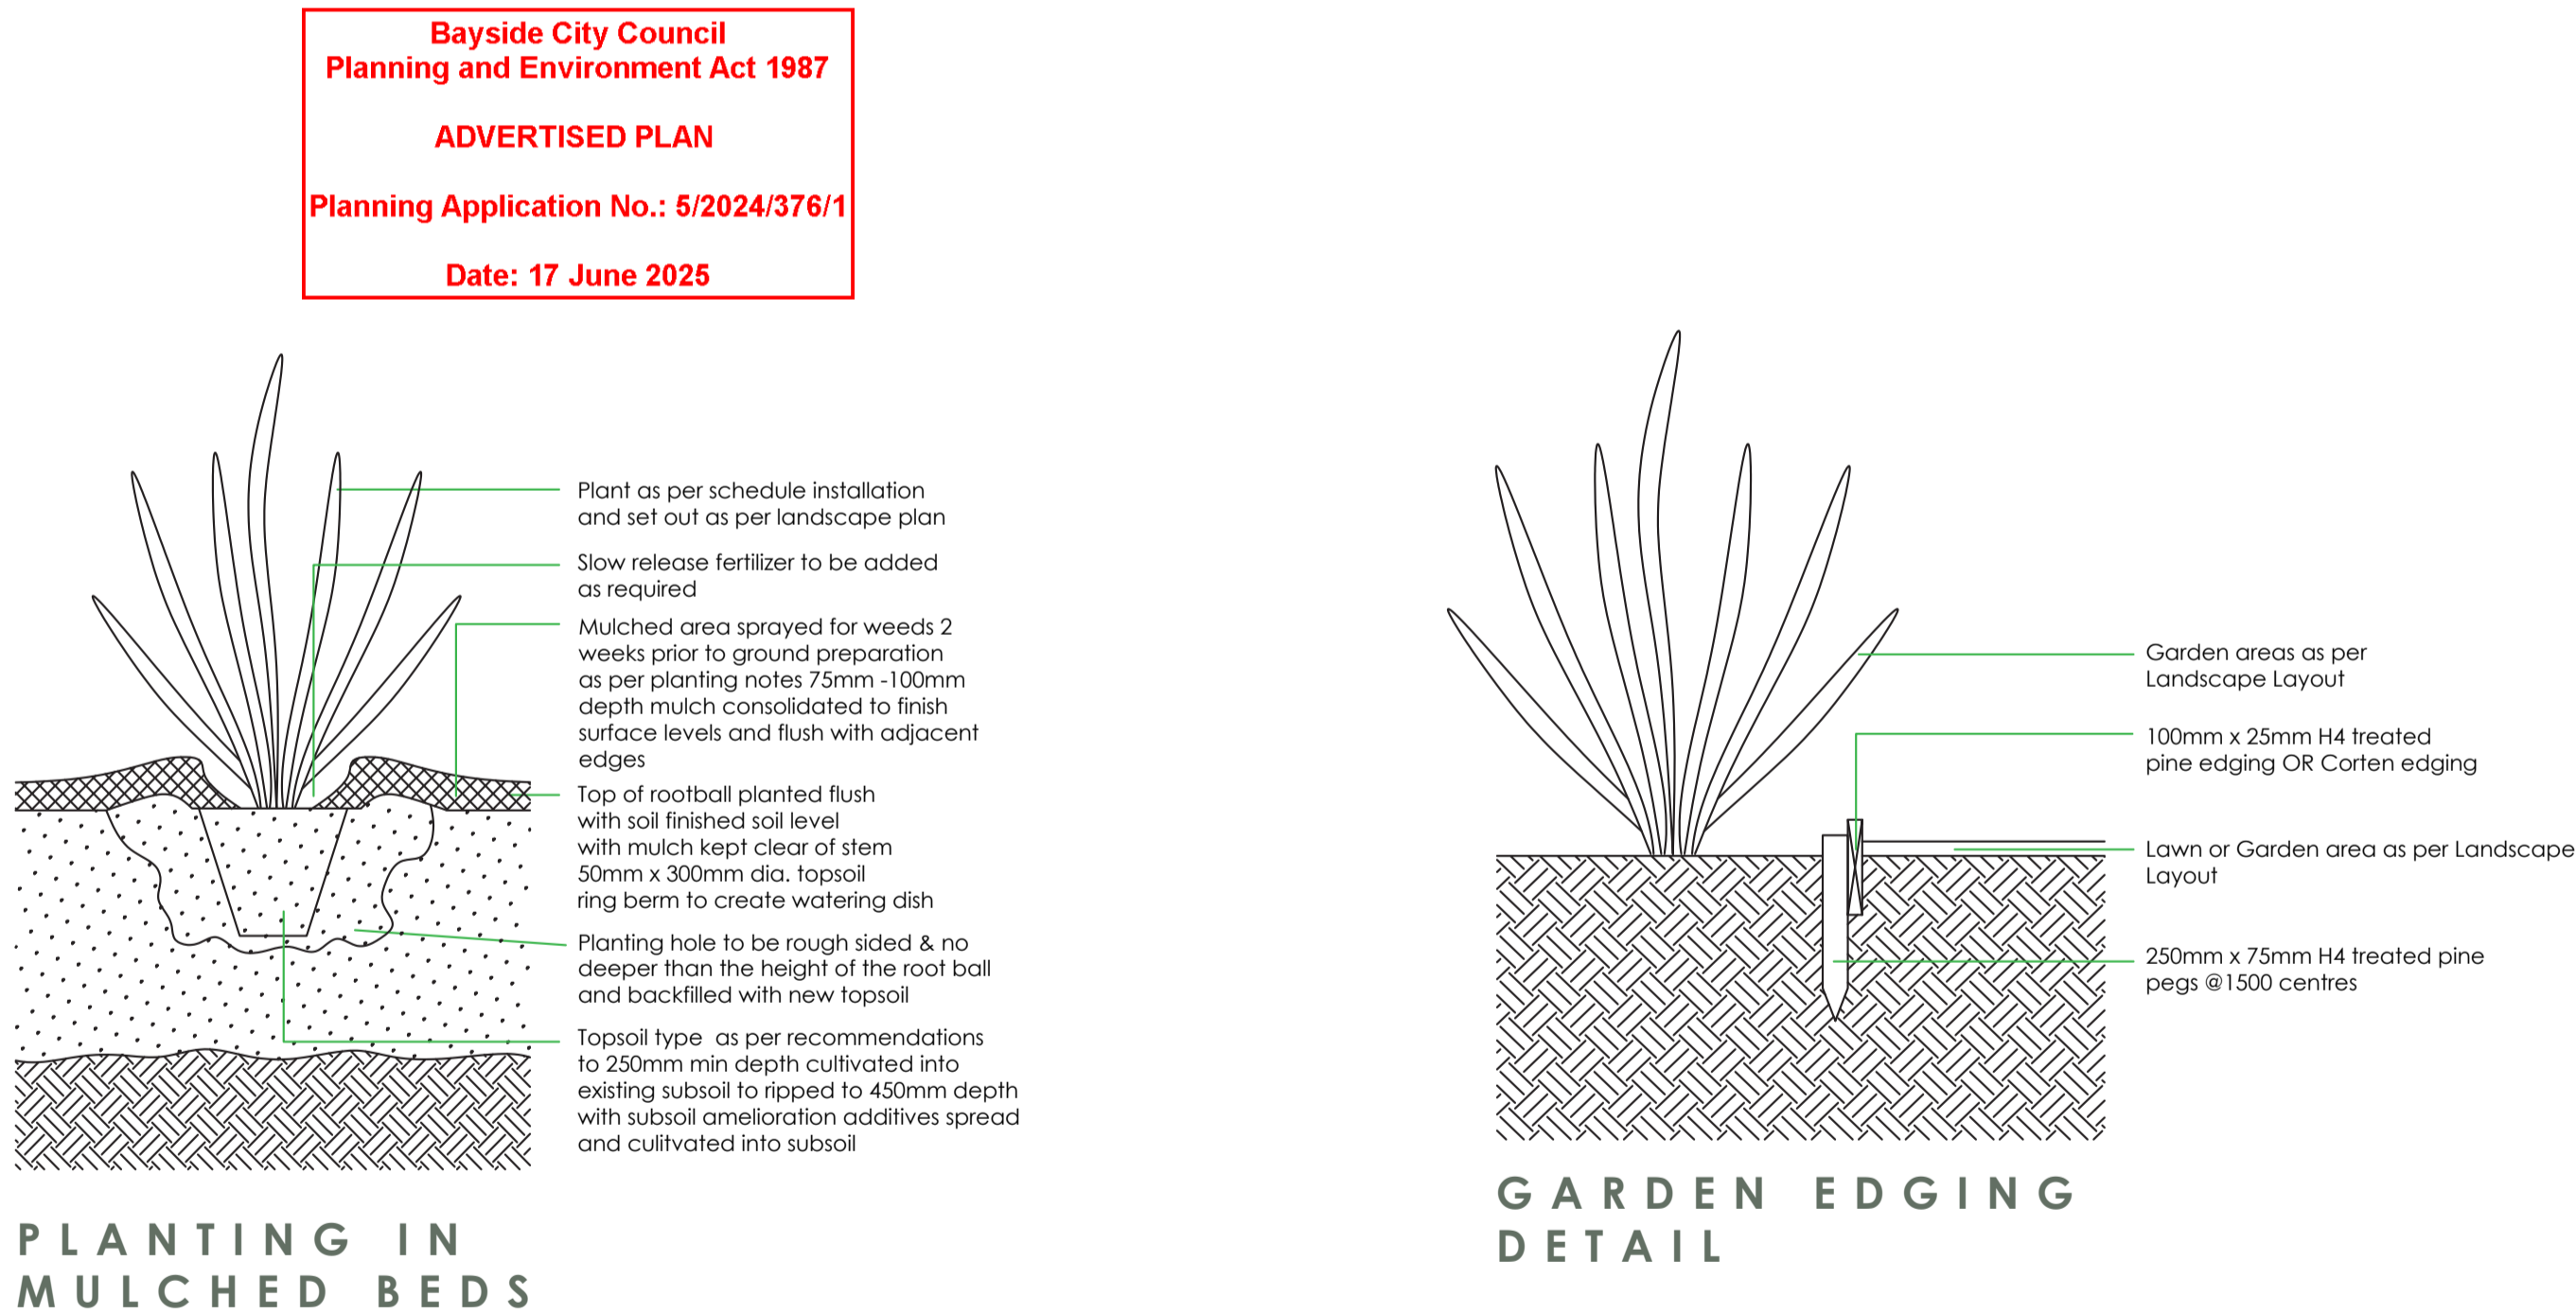 Bayside City Council
Planning and Environment Act 1987
ADVERTISED PLAN
Planning Application No.: 5/2024/376/1
Date: 17 June 2025
Plant as per schedule installation
and set out as per landscape plan
Slow release fertilizer to be added
as required
Mulched area sprayed for weeds 2
weeks prior to ground preparation
as per planting notes 75mm -100mm
depth mulch consolidated to finish
surface levels and flush with adjacent
edges
Top of rootball planted flush
with soil finished soil level
with mulch kept clear of stem
50mm x 300mm dia. topsoil
ring berm to create watering dish
Planting hole to be rough sided & no
deeper than the height of the root ball
and backfilled with new topsoil
Topsoil type  as per recommendations
to 250mm min depth cultivated into
existing subsoil to ripped to 450mm depth
with subsoil amelioration additives spread
and culitvated into subsoil
PLANTING IN
MULCHED BEDS
Garden areas as per
Landscape Layout
100mm x 25mm H4 treated
pine edging OR Corten edging
Lawn or Garden area as per Landscape
Layout
250mm x 75mm H4 treated pine
pegs @1500 centres
GARDEN EDGING
DETAIL